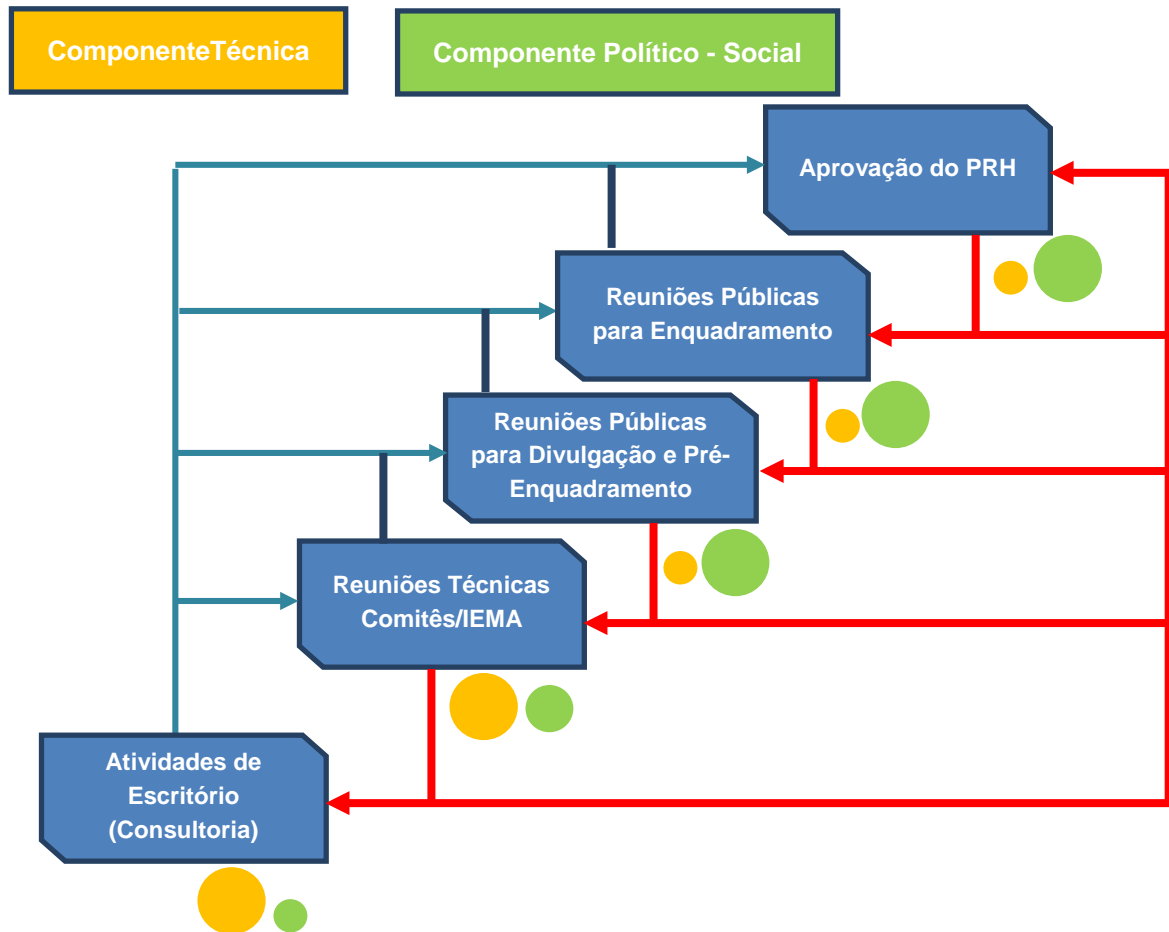 ComponenteTécnica
Componente Político - Social
Aprovação do PRH
Reuniões Públicas
para Enquadramento
Reuniões Públicas
para Divulgação e Pré-
Enquadramento
Reuniões Técnicas
Comitês/IEMA
Atividades de
Escritório
(Consultoria)